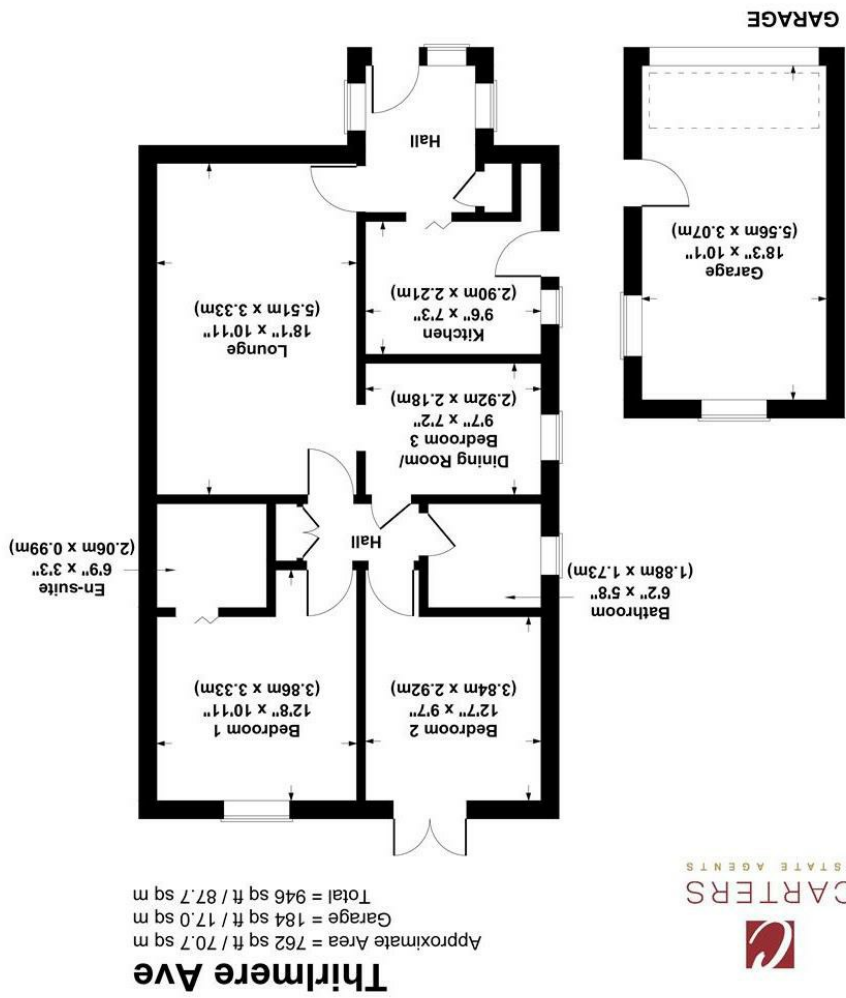 Thirlmere Ave
Approximate Area = 762 sq ft / 70.7 sq m
Garage = 184 sq ft / 17.0 sq m
Total = 946 sq ft / 87.7 sq m
CARTERS
STATE AGENTS
Bedroom 2
12'7" x 9'7"
(3.84m x 2.92m)
Bedroom 1
12'8" x 10'11"
(3.86m x 3.33m)
Bathroom
6'2" x 5'8"
(1.88m x 1.73m)
En-suite
6'9" x 3'3"
(2.06m x 0.99m)
Hall
Dining Room/
Bedroom 3
9'7" x 7'2"
(2.92m x 2.18m)
Lounge
18'1" x 10'11"
(5.51m x 3.33m)
Kitchen
9'6" x 7'3"
(2.90m x 2.21m)
Garage
18'3" x 10'1"
(5.56m x 3.07m)
Hall
GARAGE